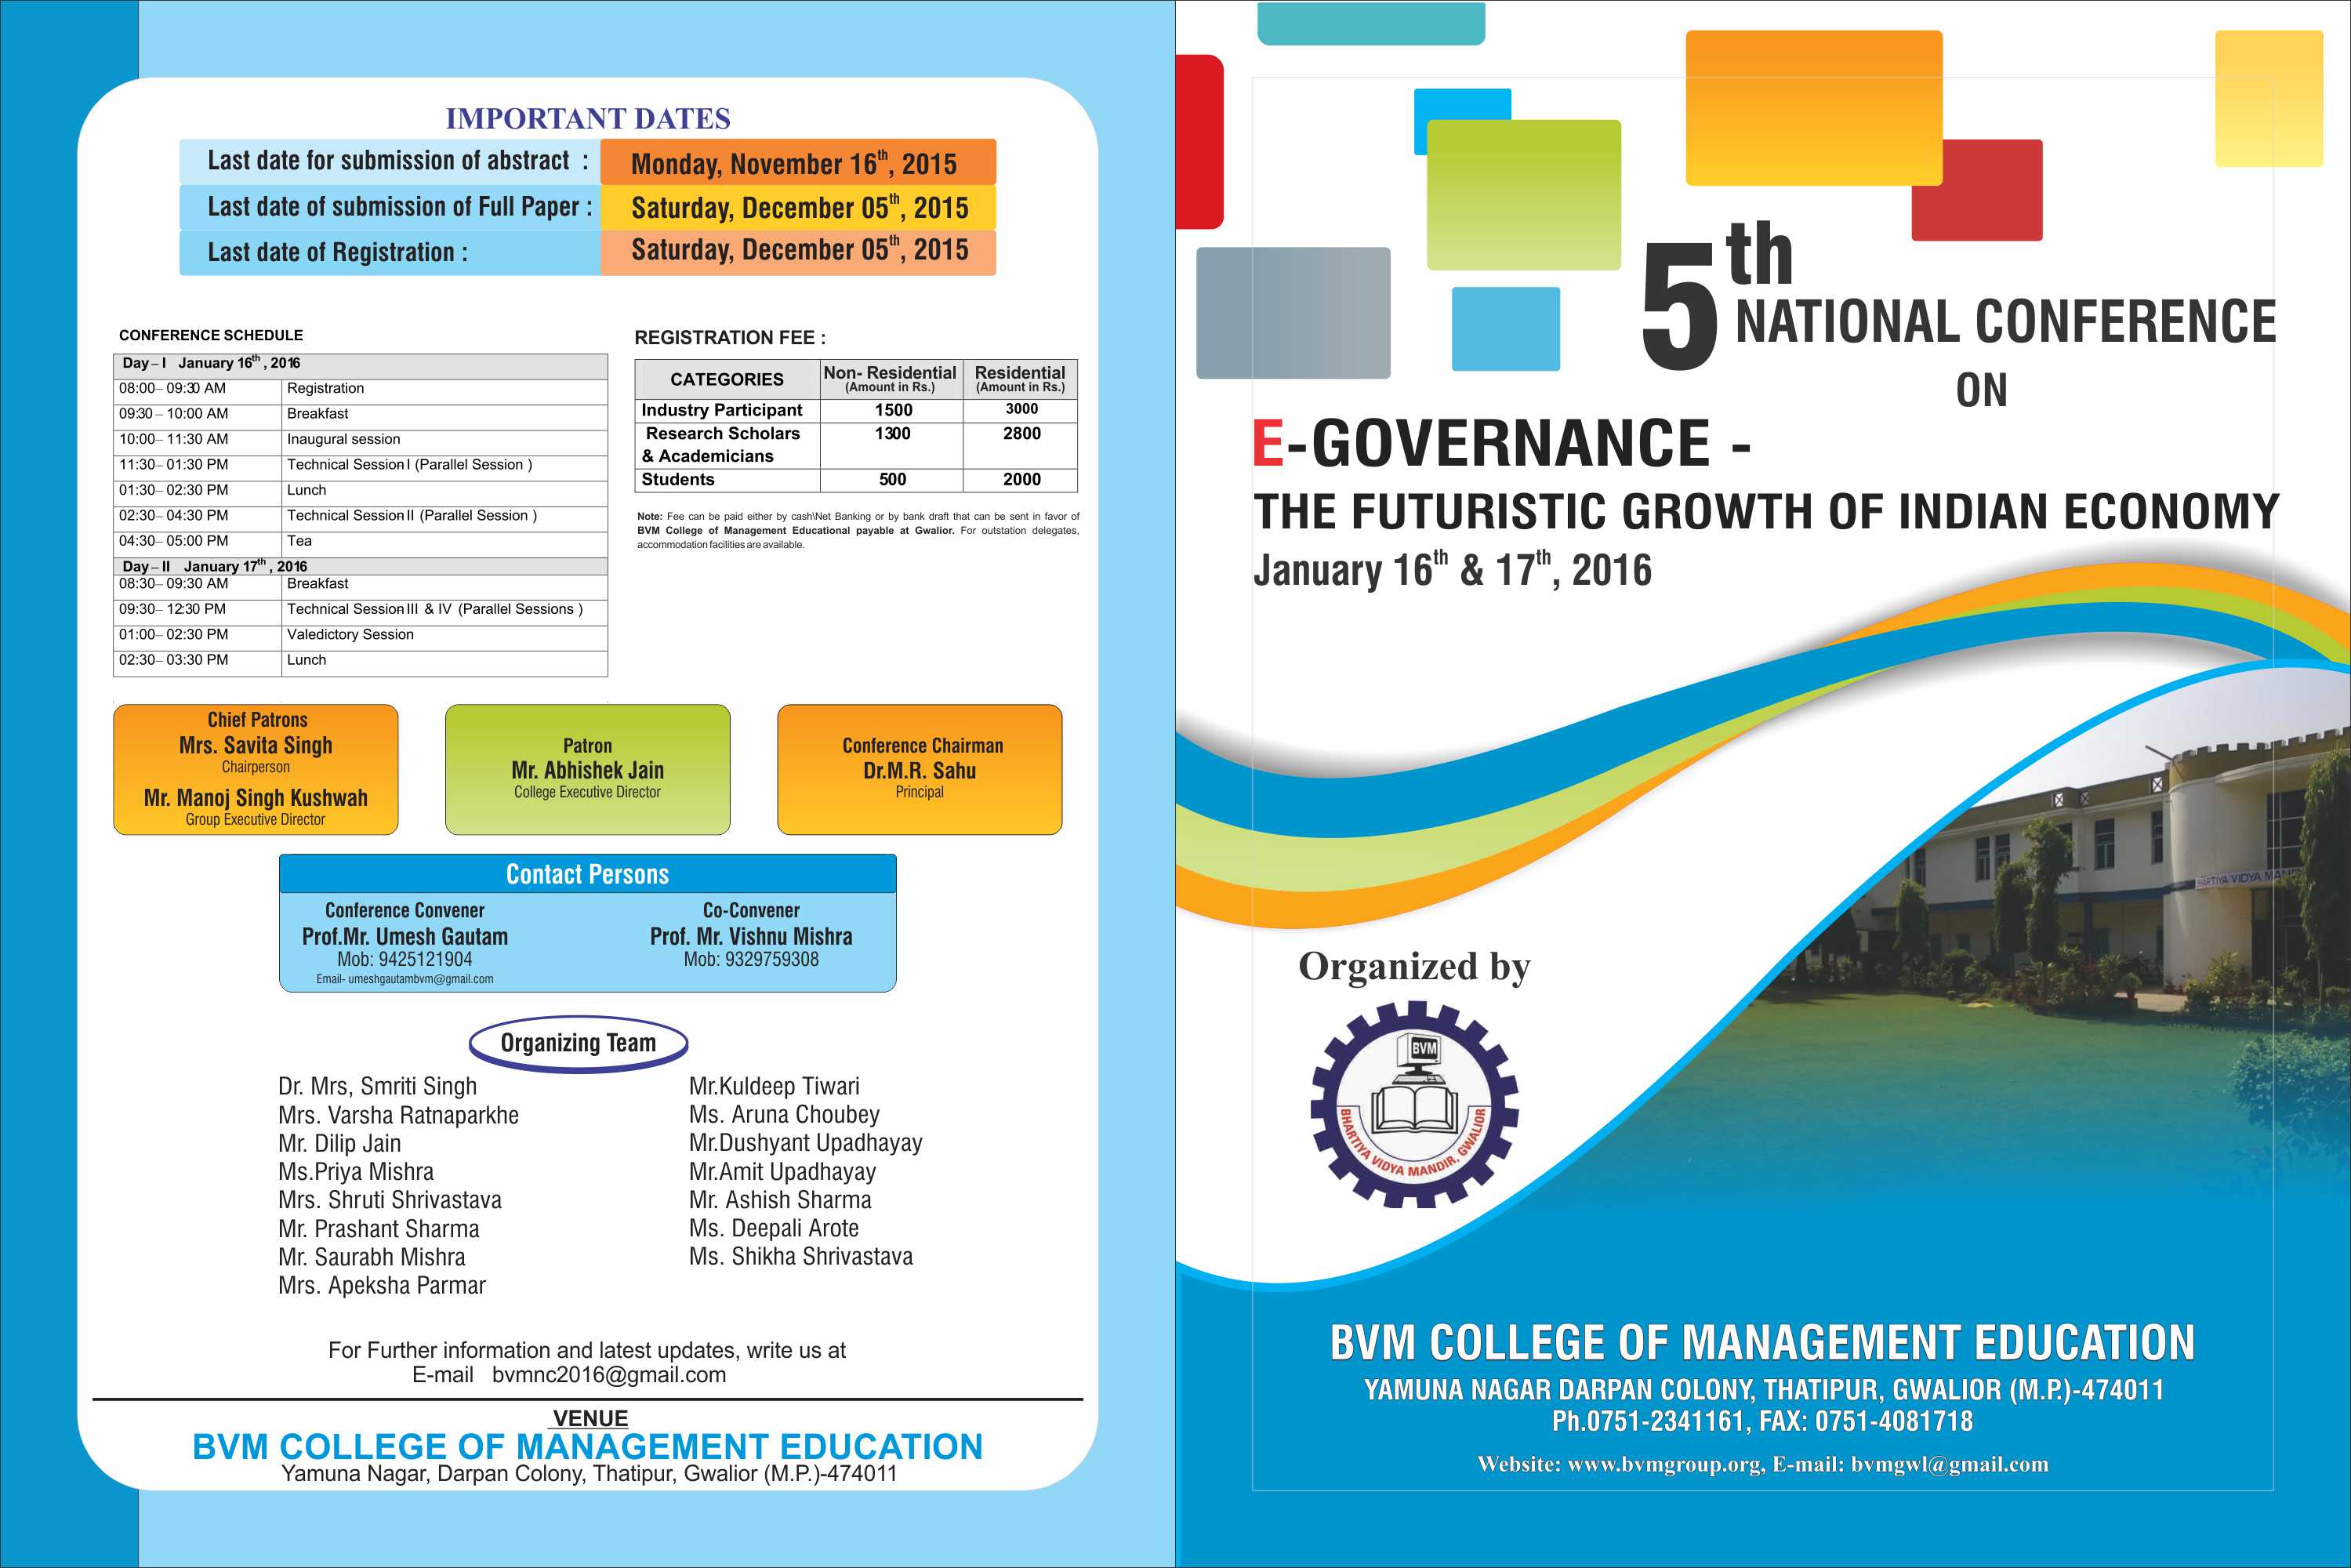 IMPORTANT DATES
Last date for submission of abstract : Monday, November 16th, 2015
Last date of submission of Full Paper : Saturday, December 05th, 2015
Last date of Registration : Saturday, December 05th, 2015
CONFERENCE SCHEDULE
Day – I January 16th , 2016
08:00– 09:30 AM Registration
09:30 – 10:00 AM Breakfast
10:00– 11:30 AM Inaugural session
11:30– 01:30 PM Technical Session I (Parallel Session )
01:30– 02:30 PM Lunch
02:30– 04:30 PM Technical Session II (Parallel Session )
04:30– 05:00 PM Tea
Day – II January 17th , 2016
08:30– 09:30 AM Breakfast
09:30– 12:30 PM Technical Session III & IV (Parallel Sessions )
01:00– 02:30 PM Valedictory Session
02:30– 03:30 PM Lunch
REGISTRATION FEE :
CATEGORIES Non- Residential (Amount in Rs.) Residential (Amount in Rs.)
Industry Participant 1500 3000
Research Scholars 1300 2800
& Academicians
Students 500 2000
Note: Fee can be paid either by cash\Net Banking or by bank draft that can be sent in favor of
BVM College of Management Educational payable at Gwalior. For outstation delegates,
accommodation facilities are available.
Chief Patrons
Mrs. Savita Singh
Chairperson
Mr. Manoj Singh Kushwah
Group Executive Director
Patron
Mr. Abhishek Jain
College Executive Director
Conference Chairman
Dr.M.R. Sahu
Principal
Contact Persons
Conference Convener
Prof.Mr. Umesh Gautam
Mob: 9425121904
Email- umeshgautambvm@gmail.com
Co-Convener
Prof. Mr. Vishnu Mishra
Mob: 9329759308
Organizing Team
Dr. Mrs, Smriti Singh
Mrs. Varsha Ratnaparkhe
Mr. Dilip Jain
Ms.Priya Mishra
Mrs. Shruti Shrivastava
Mr. Prashant Sharma
Mr. Saurabh Mishra
Mrs. Apeksha Parmar
Mr.Kuldeep Tiwari
Ms. Aruna Choubey
Mr.Dushyant Upadhayay
Mr.Amit Upadhayay
Mr. Ashish Sharma
Ms. Deepali Arote
Ms. Shikha Shrivastava
For Further information and latest updates, write us at
E-mail bvmnc2016@gmail.com
VENUE
BVM COLLEGE OF MANAGEMENT EDUCATION
Yamuna Nagar, Darpan Colony, Thatipur, Gwalior (M.P.)-474011
5th
NATIONAL CONFERENCE
ON
E-GOVERNANCE -
THE FUTURISTIC GROWTH OF INDIAN ECONOMY
January 16th & 17th, 2016
Organized by
BVM
BHARTIYA VIDYA MANDIR, GWALIOR
BVM COLLEGE OF MANAGEMENT EDUCATION
YAMUNA NAGAR DARPAN COLONY, THATIPUR, GWALIOR (M.P.)-474011
Ph.0751-2341161, FAX: 0751-4081718
Website: www.bvmgroup.org, E-mail: bvmgwl@gmail.com